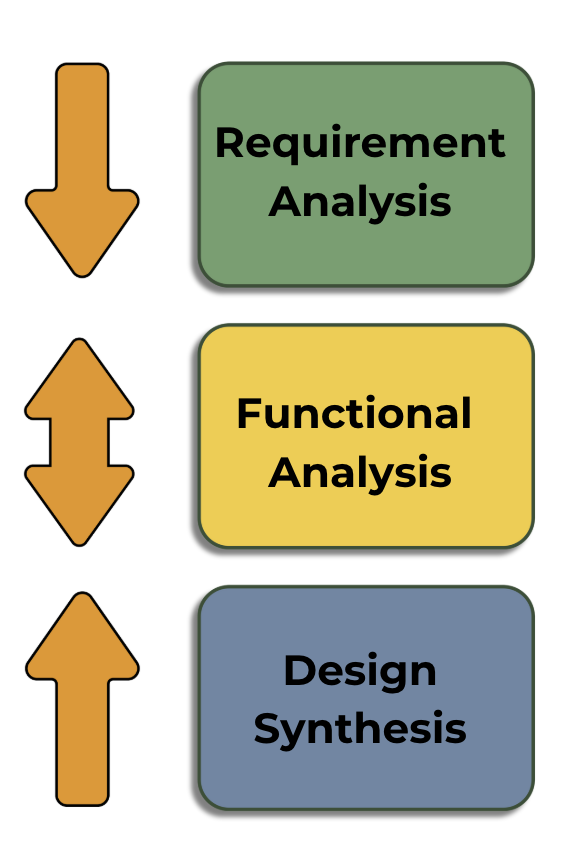 Requirement
Analysis
Functional
Analysis
Design
Synthesis